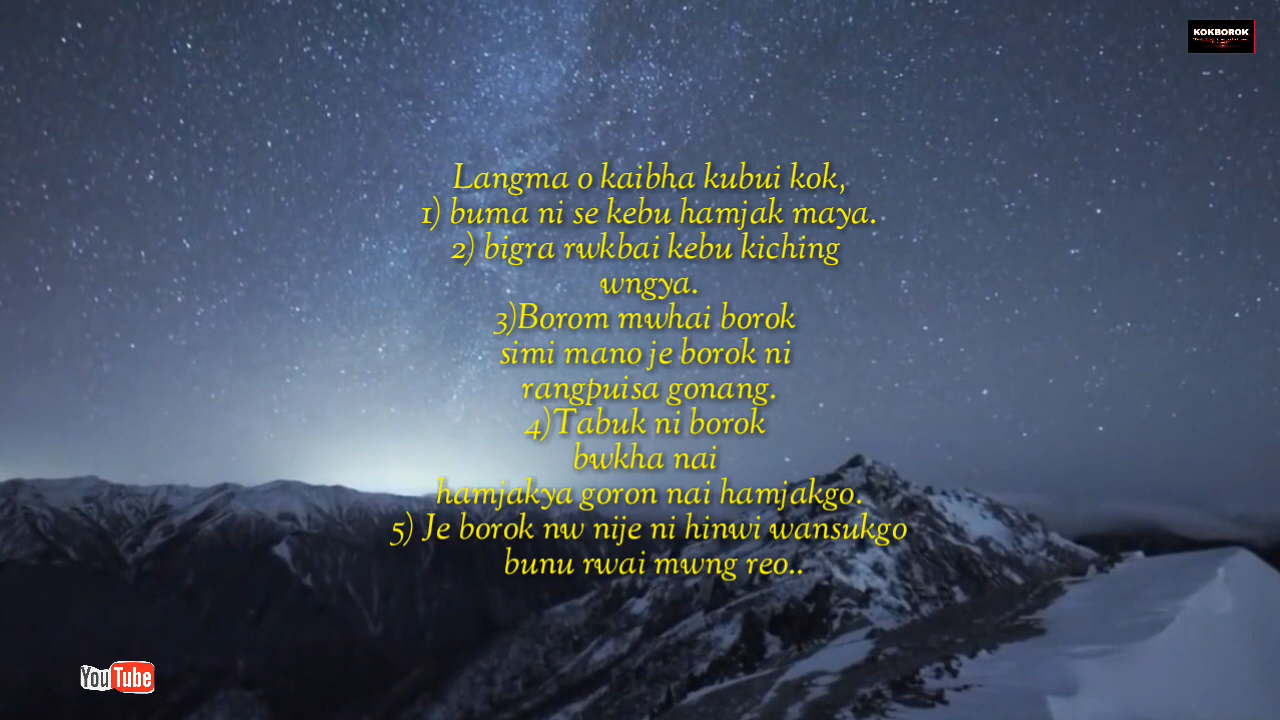 KOKBOROK
Langma o kaibha kubui kok,
1) buma ni se kebu hamjak maya.
2) bigra rwkbai kebu kiching
wngya.
3)Borom mwhai borok
simi mano je borok ni
rangpuisa gonang.
4)Tabuk ni borok
bwkha nai
hamjakya goron nai hamjakgo.
5) Je borok nw nije ni hinwi wansukgo
bunu rwai mwng reo..
YouTube